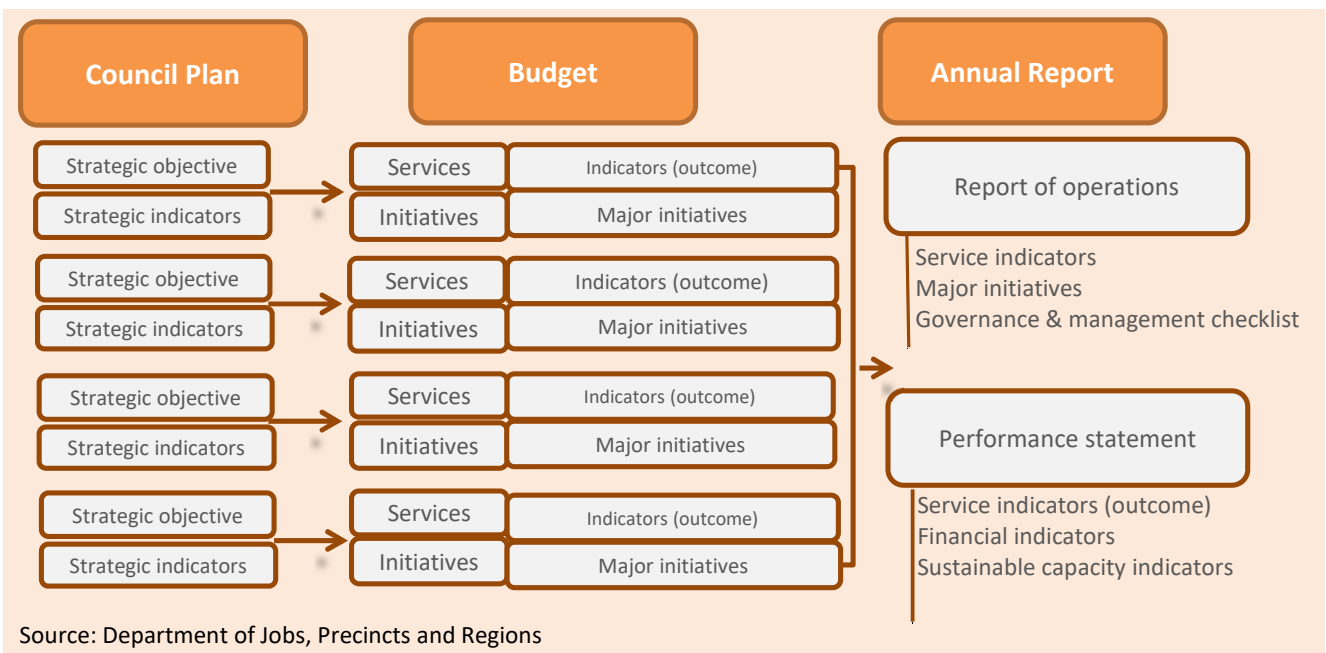 Council Plan
Budget
Annual Report
Strategic objective
Strategic indicators
Services
Indicators (outcome)
Initiatives
Major initiatives
Strategic objective
Strategic indicators
Services
Indicators (outcome)
Initiatives
Major initiatives
Strategic objective
Strategic indicators
Services
Indicators (outcome)
Initiatives
Major initiatives
Strategic objective
Strategic indicators
Services
Indicators (outcome)
Initiatives
Major initiatives
Report of operations
Service indicators
Major initiatives
Governance & management checklist
Performance statement
Service indicators (outcome)
Financial indicators
Sustainable capacity indicators
Source: Department of Jobs, Precincts and Regions